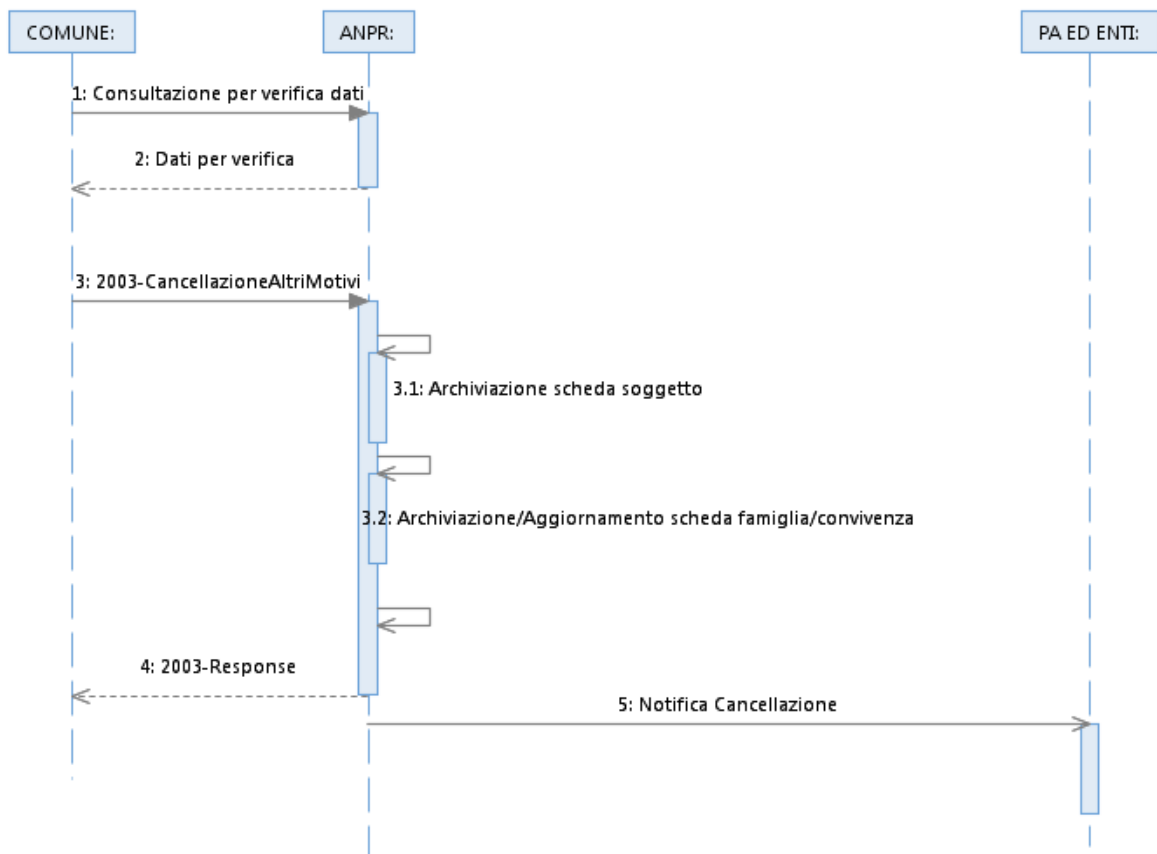 COMUNE:
ANPR:
PA ED ENTI:
1: Consultazione per verifica dati
2: Dati per verifica
3: 2003-CancellazioneAltriMotivi
3.1: Archiviazione scheda soggetto
3.2: Archiviazione/Aggiornamento scheda famiglia/convivenza
4: 2003-Response
5: Notifica Cancellazione